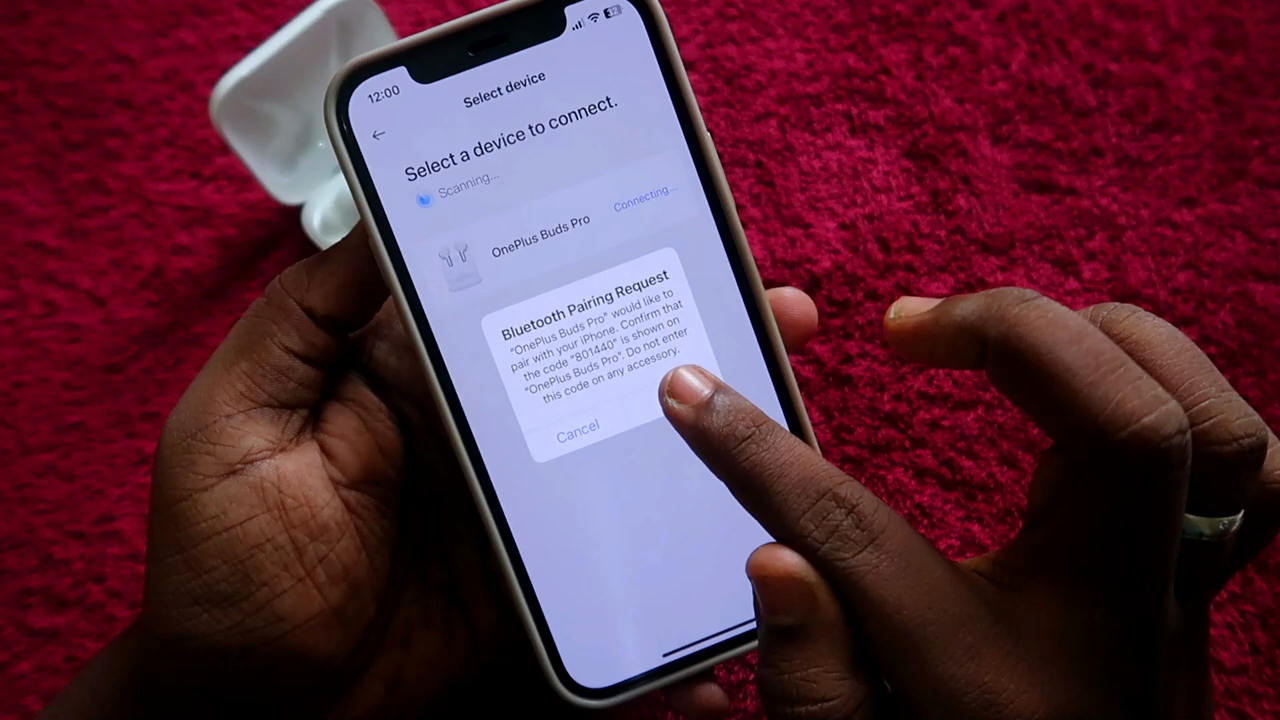 12:00
32
Select device
Select a device to connect.
Scanning...
OnePlus Buds Pro
Connecting...
Bluetooth Pairing Request
"OnePlus Buds Pro" would like to
pair with your iPhone. Confirm that
the code "801440" is shown on
"OnePlus Buds Pro". Do not enter
this code on any accessory.
Cancel